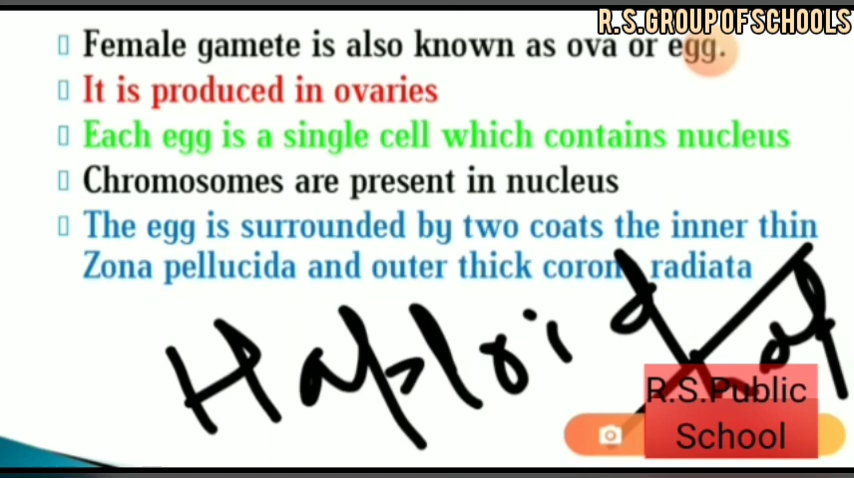 R.S.GROUP OF SCHOOLS
Female gamete is also known as ova or egg.
It is produced in ovaries
Each egg is a single cell which contains nucleus
Chromosomes are present in nucleus
The egg is surrounded by two coats the inner thin
Zona pellucida and outer thick corona radiata
Haploid
R.S.Public
School